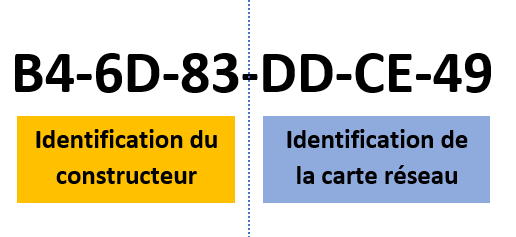 B4-6D-83-DD-CE-49
Identification du
constructeur
Identification de
la carte réseau